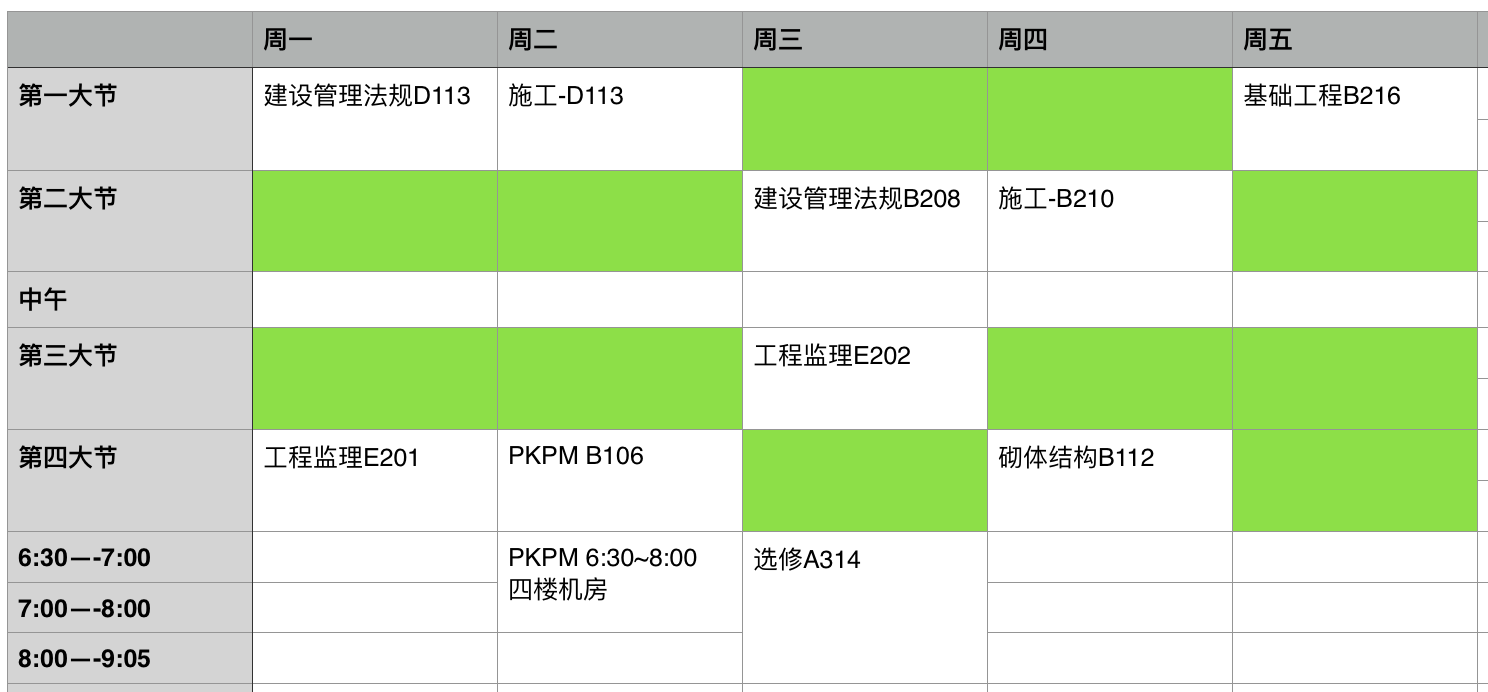 周一 周二 周三 周四 周五
第一大节 建设管理法规D113 施工-D113 基础工程B216
第二大节 建设管理法规B208 施工-B210
中午
第三大节 工程监理E202
第四大节 工程监理E201 PKPM B106 砌体结构B112
6:30—-7:00 PKPM 6:30~8:00 选修A314
四楼机房
7:00—-8:00
8:00—-9:05